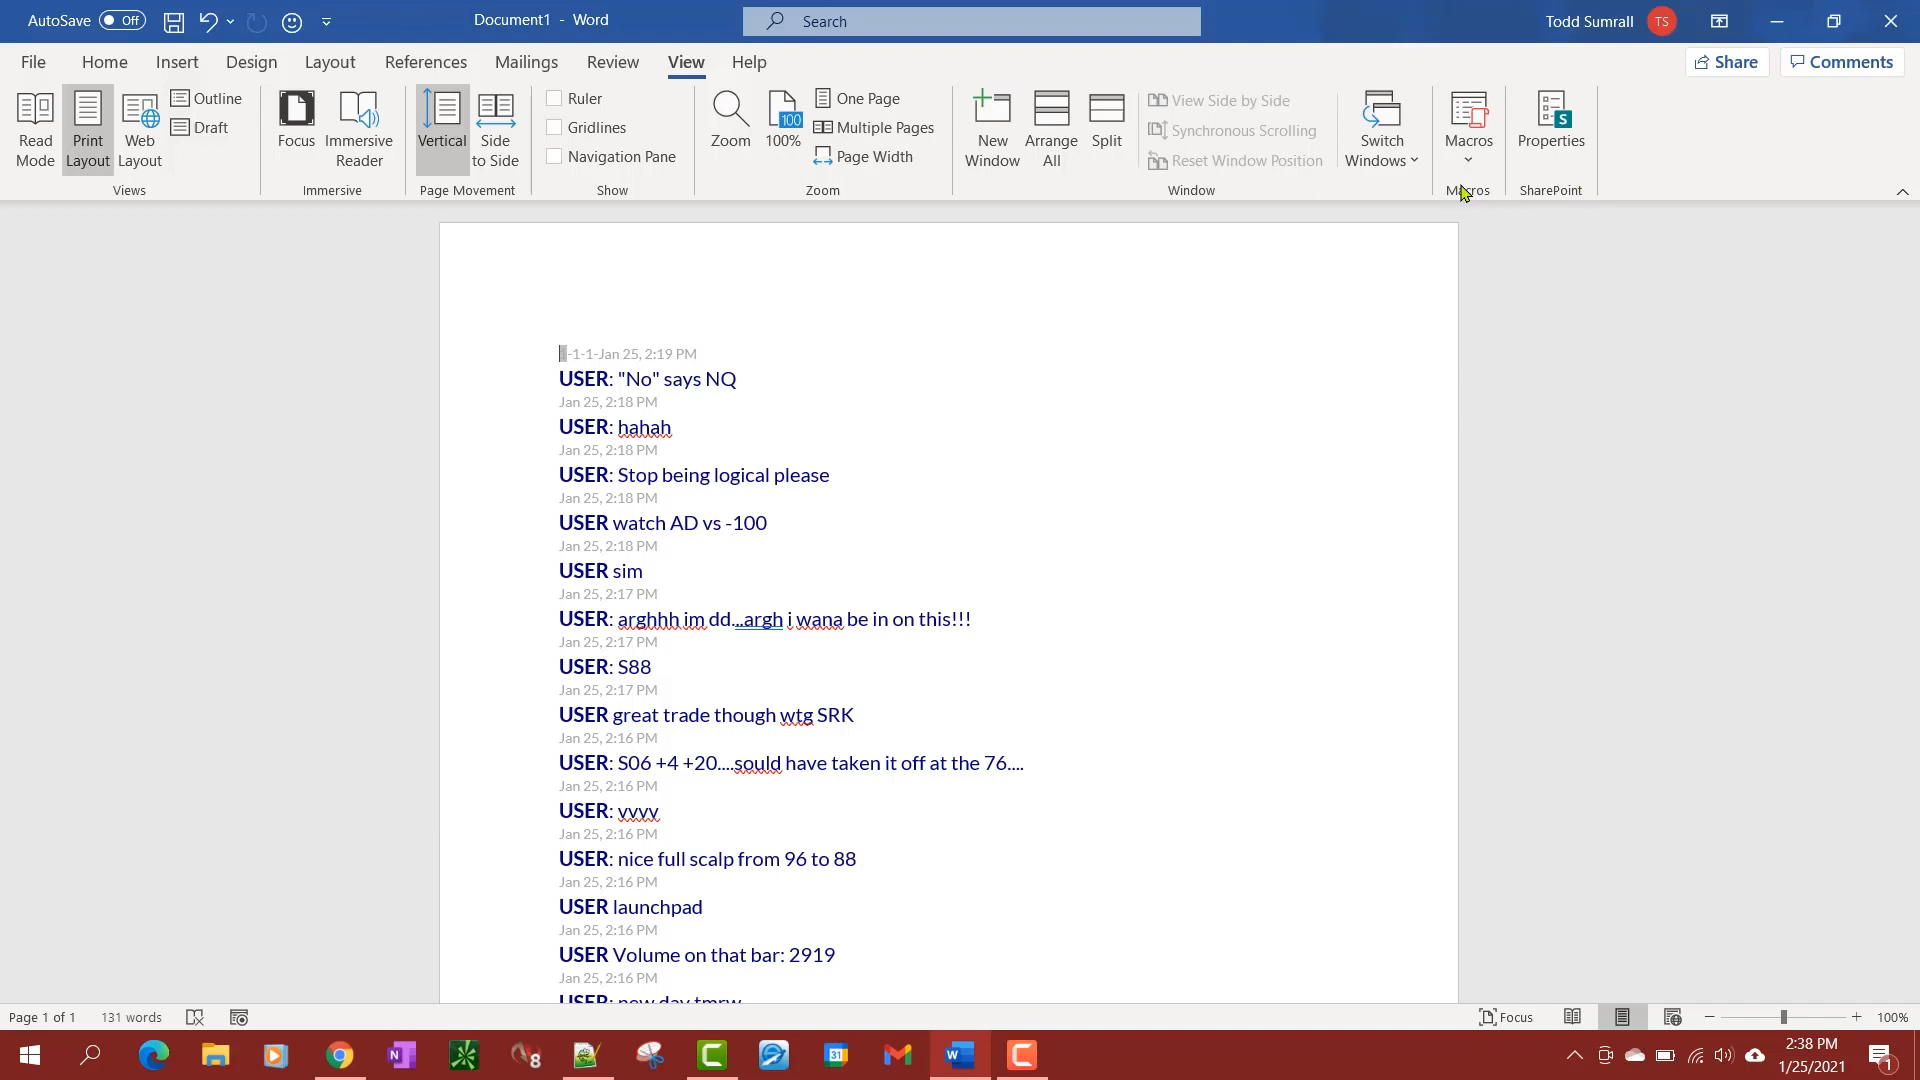 AutoSave Off Document1 - Word Search Todd Sumrall TS
File Home Insert Design Layout References Mailings Review View Help Share Comments
Read Mode
Print Layout
Web Layout
Outline
Draft
Views
Focus
Immersive Reader
Immersive
Vertical
Side to Side
Page Movement
Ruler
Gridlines
Navigation Pane
Show
Zoom
100
100%
One Page
Multiple Pages
Page Width
Zoom
New Window
Arrange All
Split
View Side by Side
Synchronous Scrolling
Reset Window Position
Switch Windows
Window
Macros
Macros
S
Properties
SharePoint
1-1-1-Jan 25, 2:19 PM
USER: "No" says NQ
Jan 25, 2:18 PM
USER: hahah
Jan 25, 2:18 PM
USER: Stop being logical please
Jan 25, 2:18 PM
USER watch AD vs -100
Jan 25, 2:18 PM
USER sim
Jan 25, 2:17 PM
USER: arghhh im dd...argh i wana be in on this!!!
Jan 25, 2:17 PM
USER: S88
Jan 25, 2:17 PM
USER great trade though wtg SRK
Jan 25, 2:16 PM
USER: S06 +4 +20....sould have taken it off at the 76....
Jan 25, 2:16 PM
USER: vvvv
Jan 25, 2:16 PM
USER: nice full scalp from 96 to 88
Jan 25, 2:16 PM
USER launchpad
Jan 25, 2:16 PM
USER Volume on that bar: 2919
Jan 25, 2:16 PM
USER: new day tmrw
Page 1 of 1 131 words Focus 100%
N 8 C 31 W C 2:38 PM
1/25/2021 1